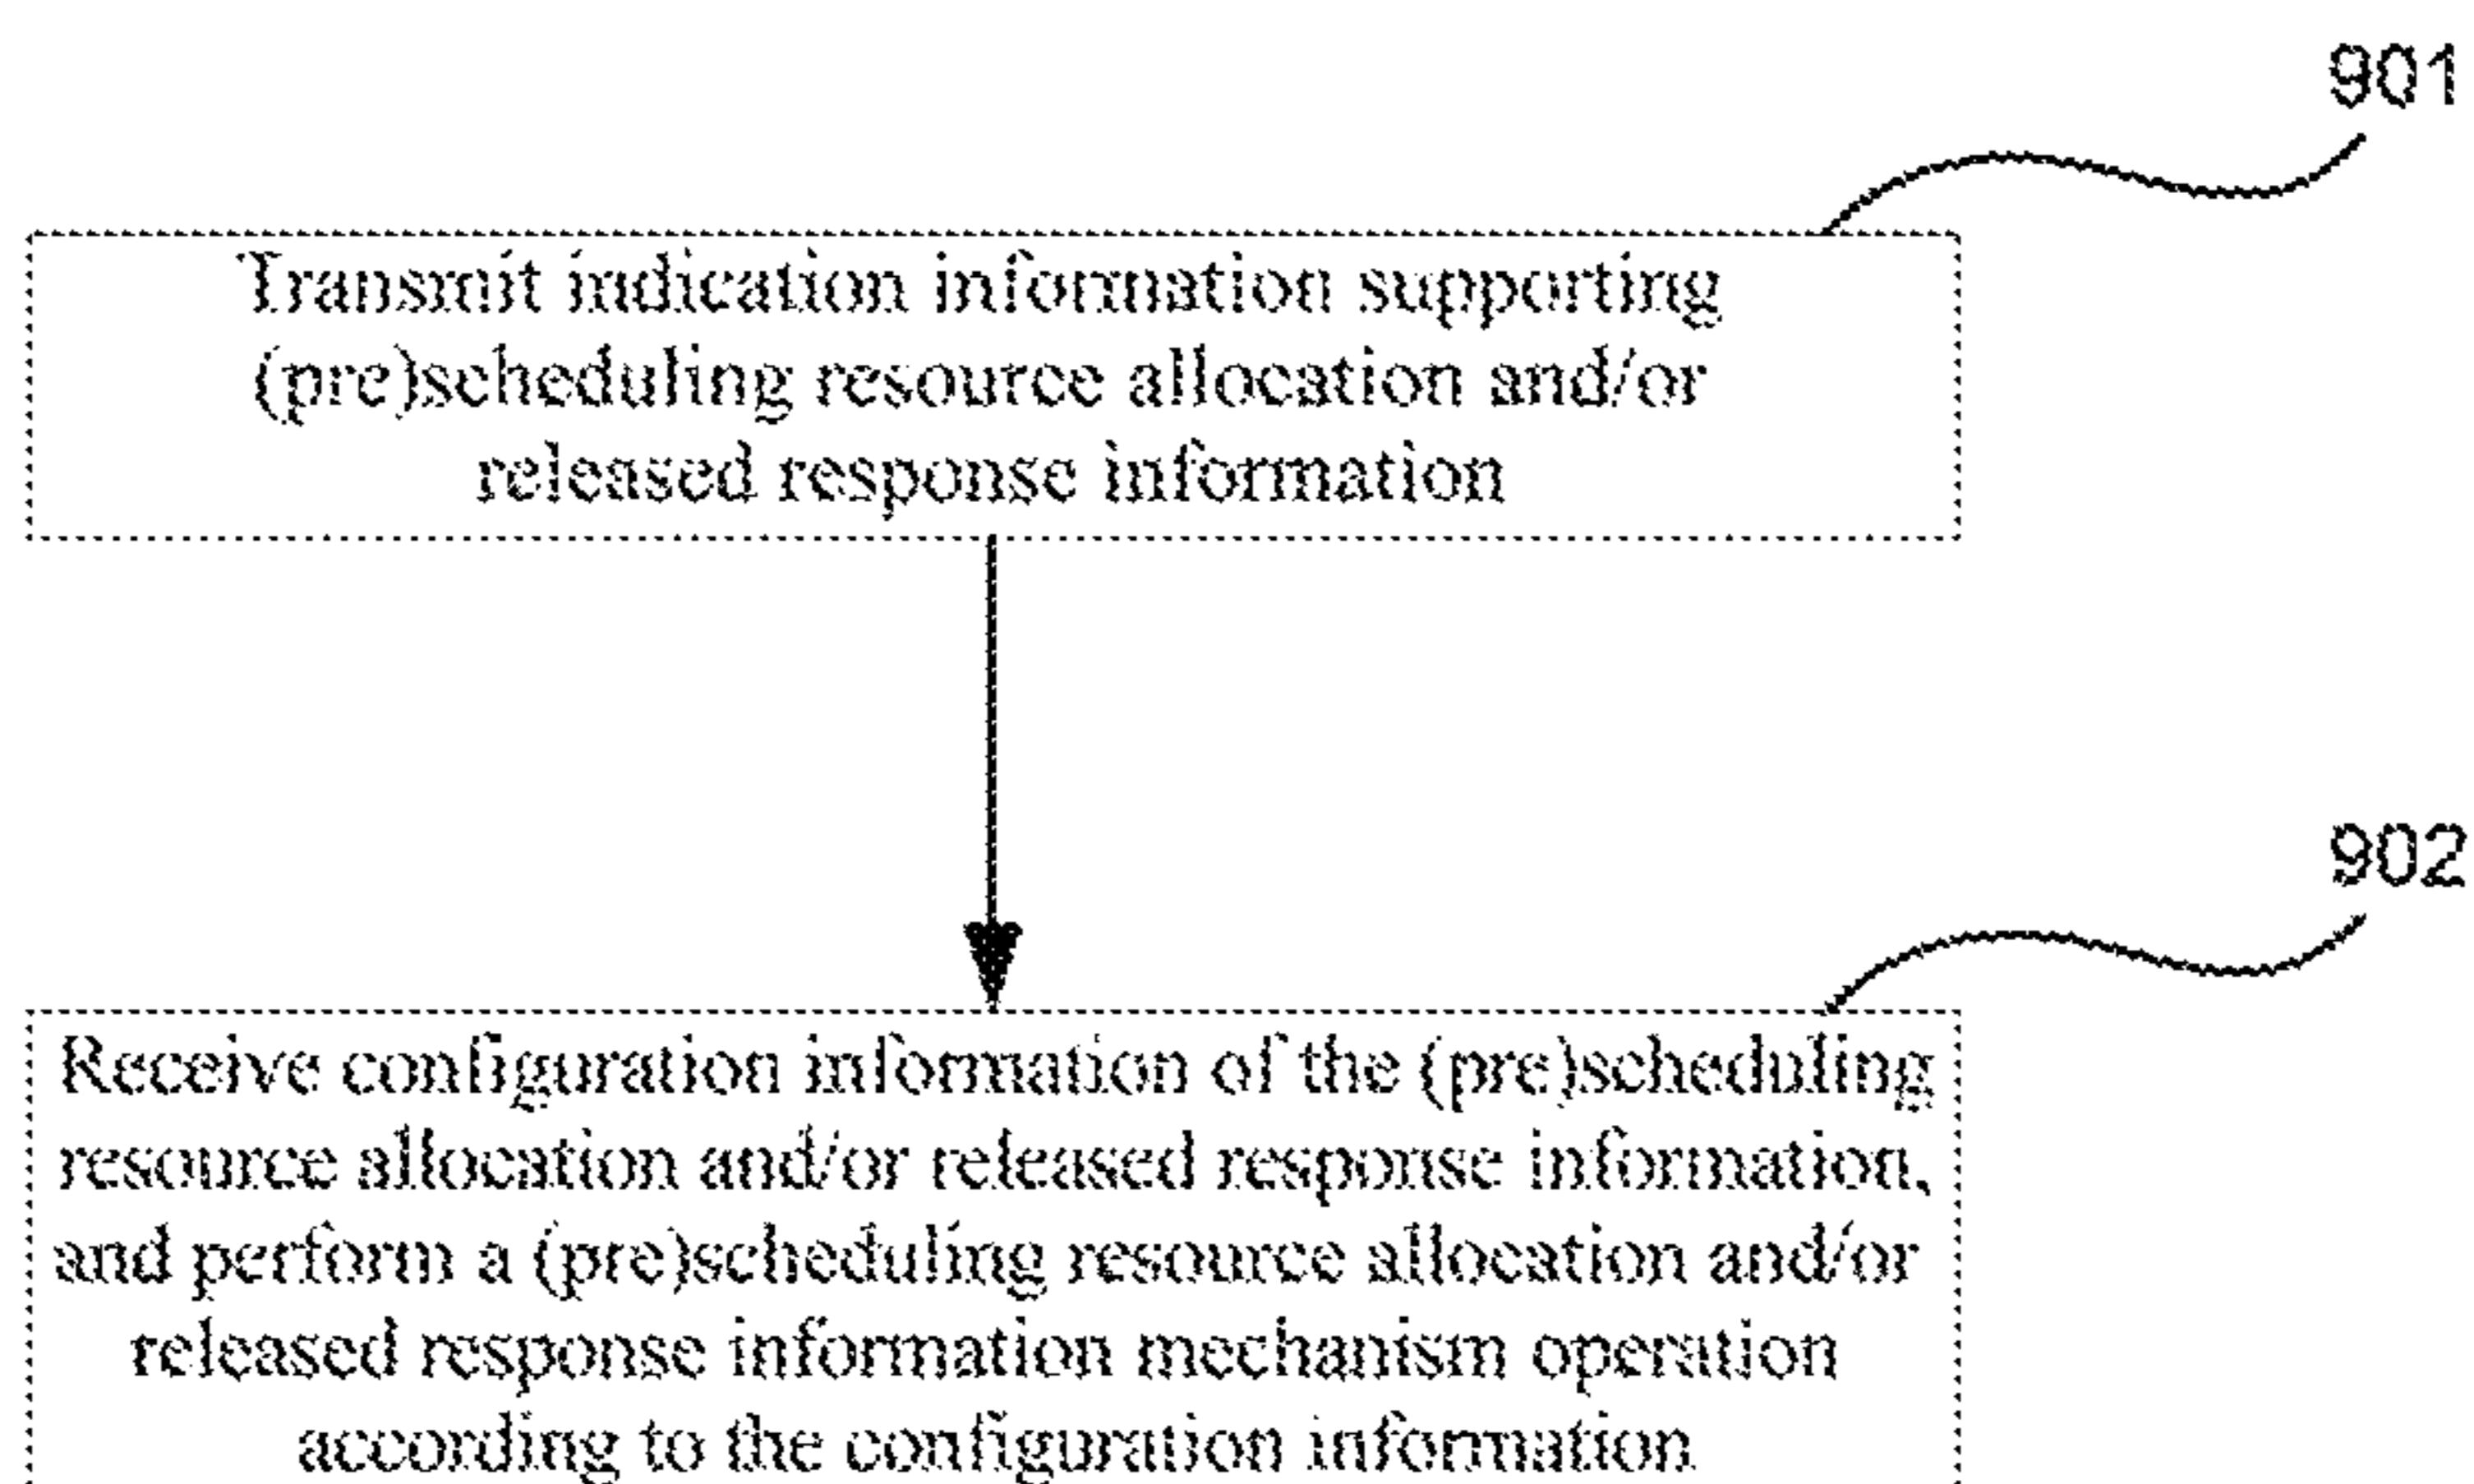 901
Transmit indication information supporting
(pre)scheduling resource allocation and/or
released response information
902
Receive configuration information of the (pre)scheduling
resource allocation and/or released response information,
and perform a (pre)scheduling resource allocation and/or
released response information mechanism operation
according to the configuration information